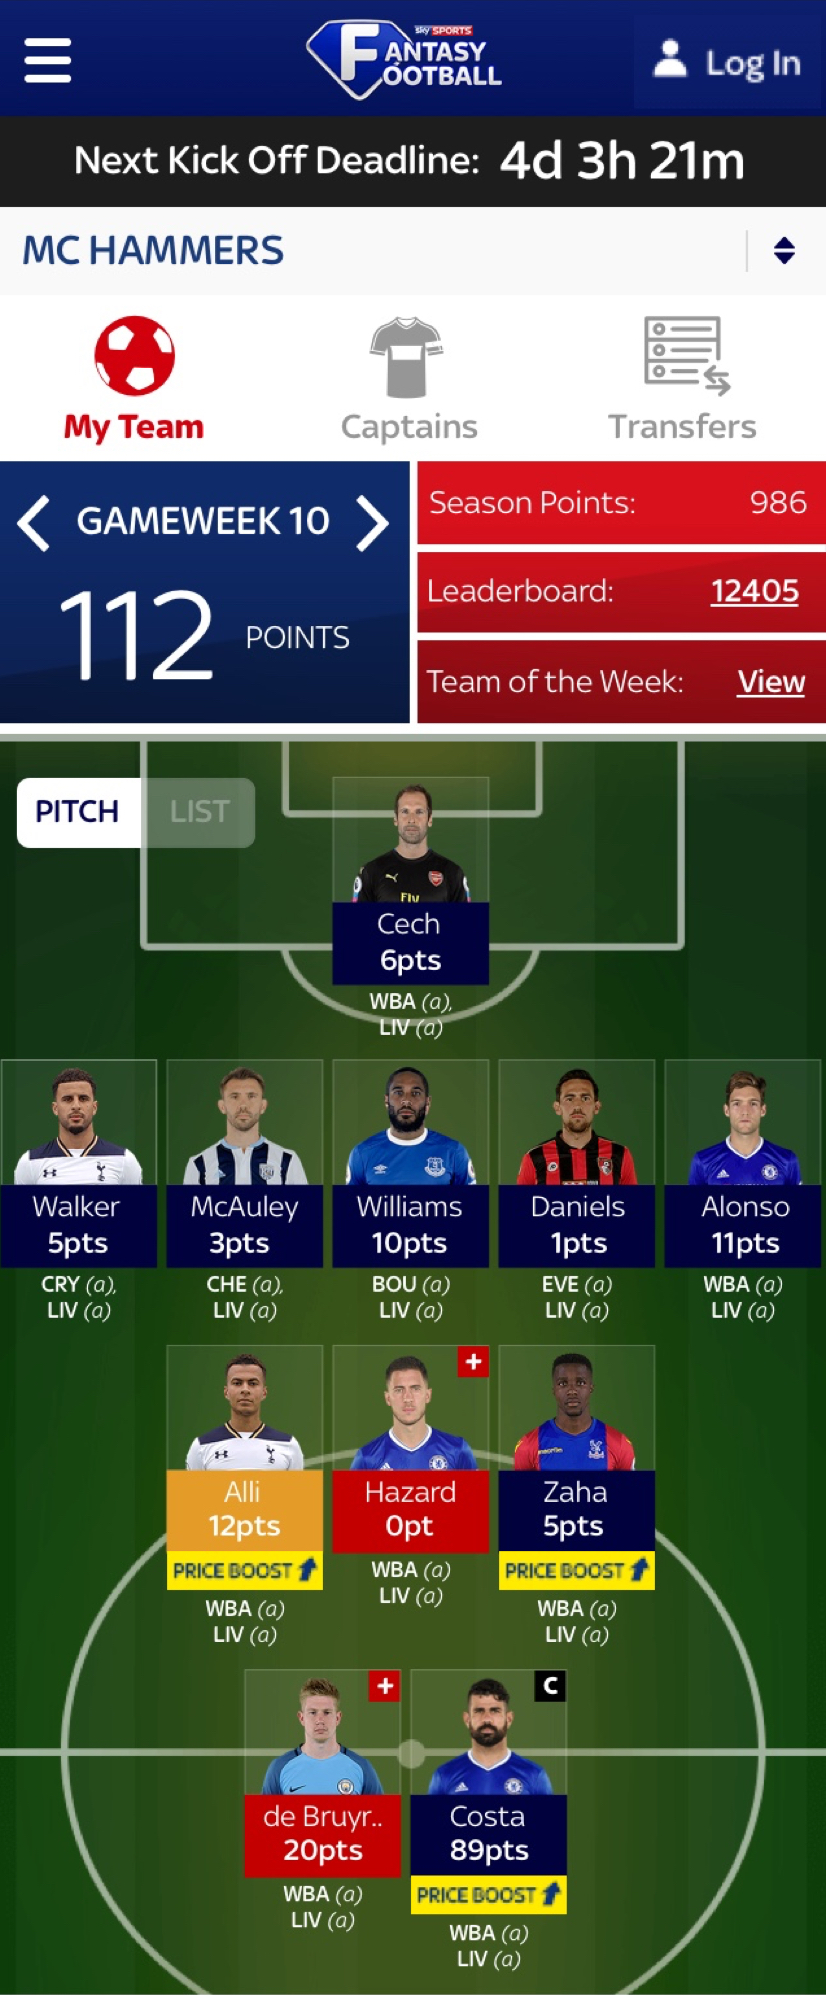 sky SPORTS
FANTASY
FOOTBALL
Log In
Next Kick Off Deadline: 4d 3h 21m
MC HAMMERS
My Team
Captains
Transfers
GAMEWEEK 10
112 POINTS
Season Points: 986
Leaderboard: 12405
Team of the Week: View
PITCH LIST
Cech
6pts
WBA (a),
LIV (a)
Walker
5pts
CRY (a),
LIV (a)
McAuley
3pts
CHE (a),
LIV (a)
Williams
10pts
BOU (a)
LIV (a)
Daniels
1pts
EVE (a)
LIV (a)
Alonso
11pts
WBA (a)
LIV (a)
Alli
12pts
PRICE BOOST
WBA (a)
LIV (a)
+
Hazard
0pt
WBA (a)
LIV (a)
Zaha
5pts
PRICE BOOST
WBA (a)
LIV (a)
+
de Bruyr..
20pts
WBA (a)
LIV (a)
C
Costa
89pts
PRICE BOOST
WBA (a)
LIV (a)